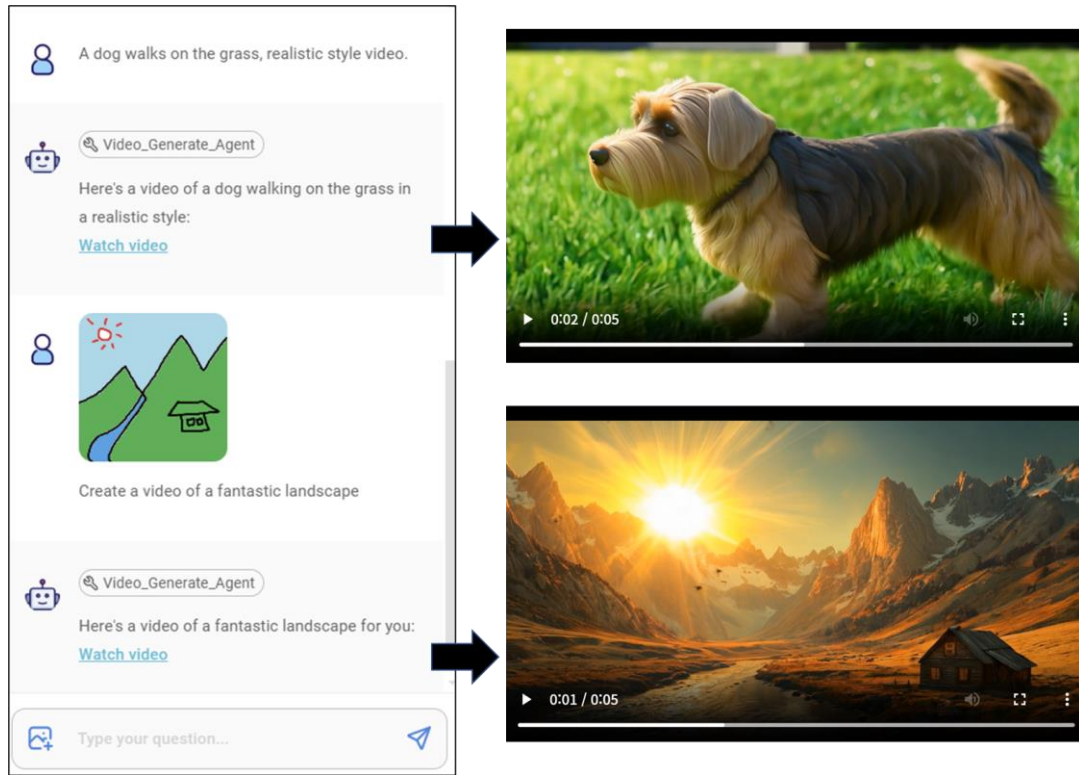 A dog walks on the grass, realistic style video.
Video_Generate_Agent
Here's a video of a dog walking on the grass in
a realistic style:
Watch video
Create a video of a fantastic landscape
Video_Generate_Agent
Here's a video of a fantastic landscape for you:
Watch video
Type your question...
0:02 / 0:05
0:01 / 0:05